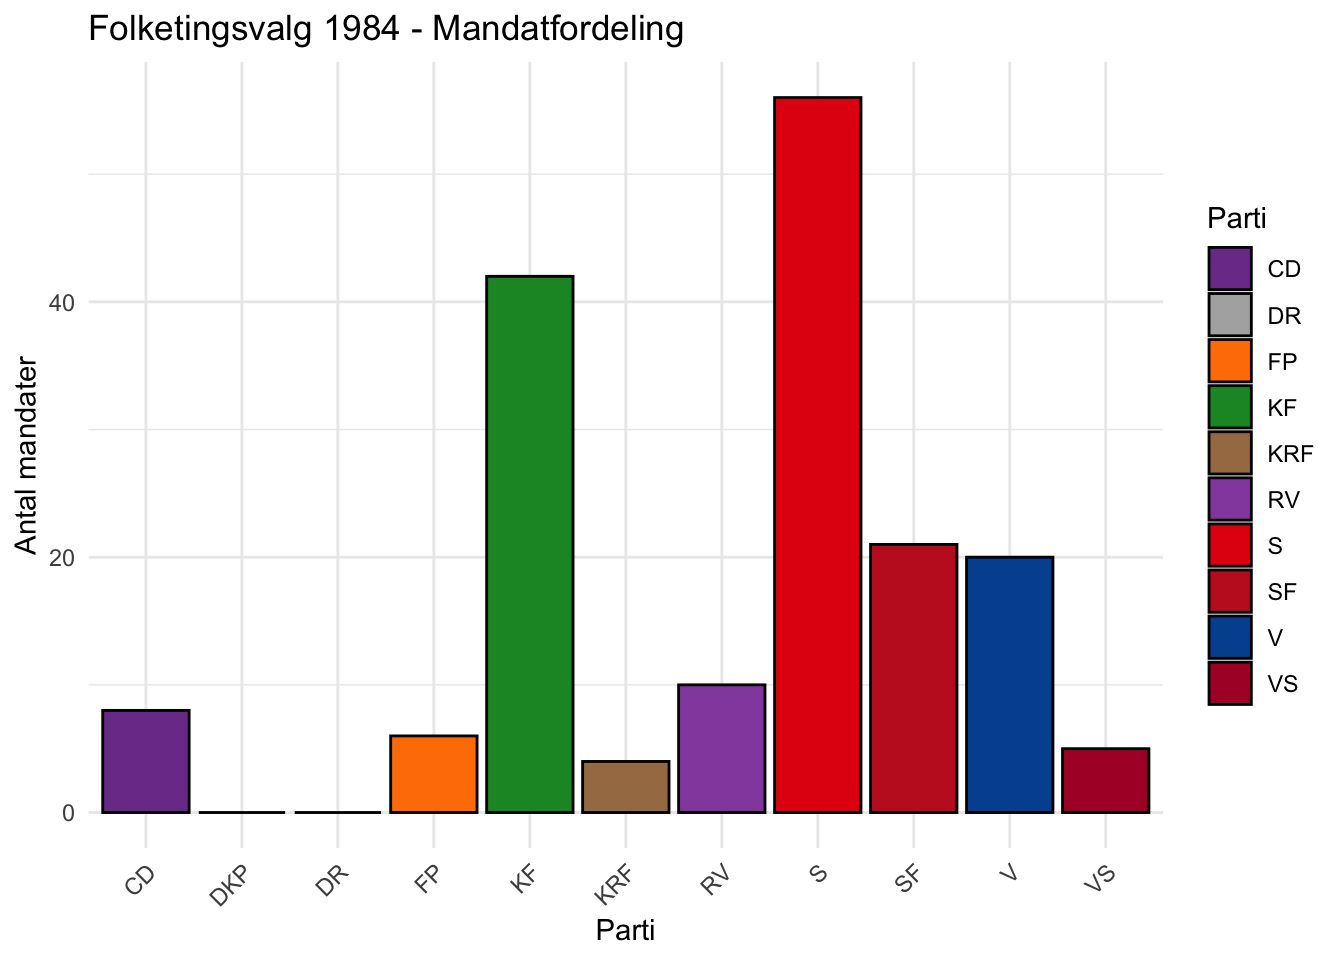 Folketingsvalg 1984 - Mandatfordeling
Antal mandater
40
20
0
CD
DKP
DR
FP
KF
KRF
RV
S
SF
V
VS
Parti
Parti
CD
DR
FP
KF
KRF
RV
S
SF
V
VS